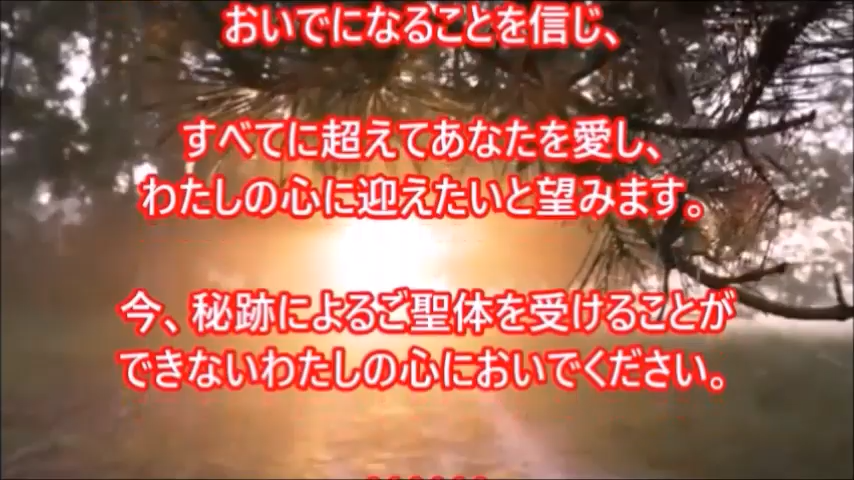 おいでになることを信じ、
すべてに超えてあなたを愛し、
わたしの心に迎えたいと望みます。
今、秘跡によるご聖体を受けることが
できないわたしの心においでください。